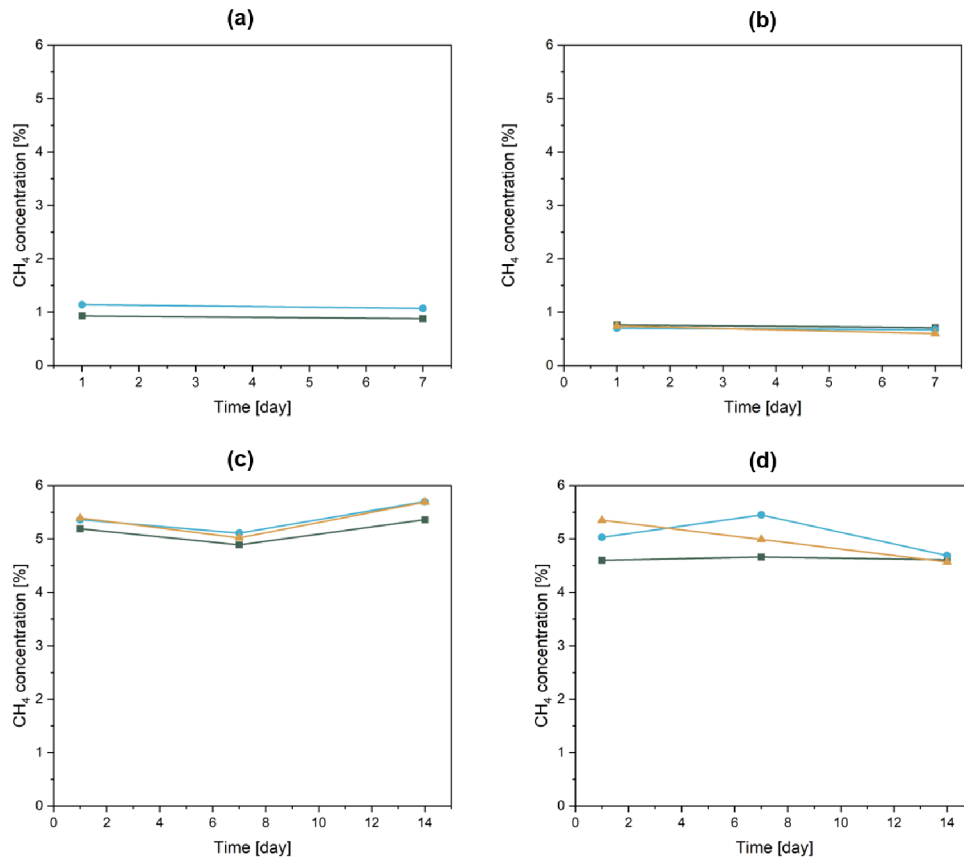 (a)
6
5
4
3
2
1
0
CH₄ concentration [%]
1 2 3 4 5 6 7
Time [day]
(b)
6
5
4
3
2
1
0
CH₄ concentration [%]
0 1 2 3 4 5 6 7
Time [day]
(c)
6
5
4
3
2
1
0
CH₄ concentration [%]
0 2 4 6 8 10 12 14
Time [day]
(d)
6
5
4
3
2
1
0
CH₄ concentration [%]
0 2 4 6 8 10 12 14
Time [day]